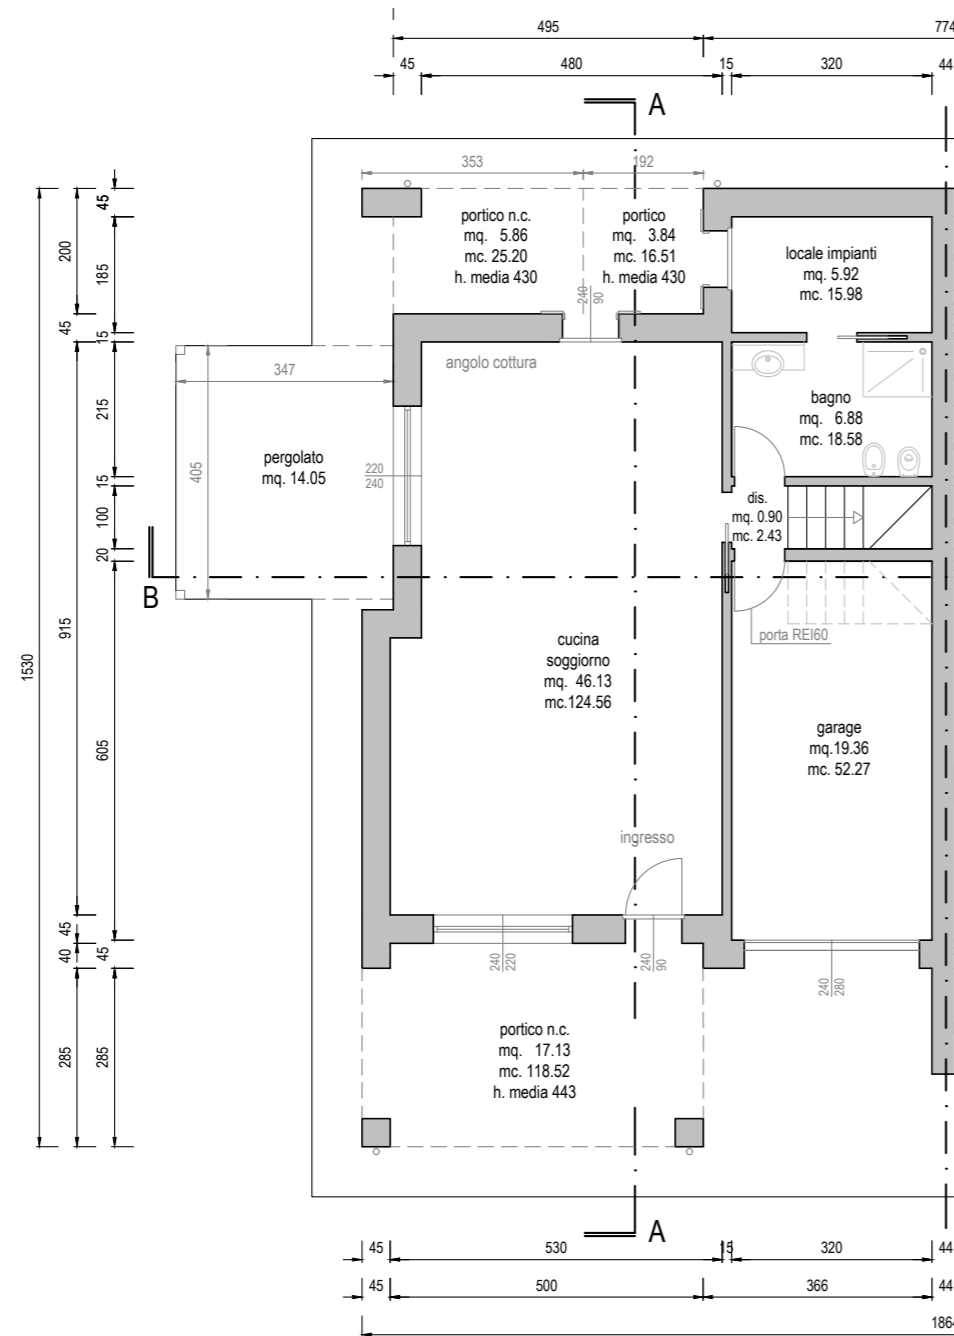 495
774
45
480
15
320
44
A
353
192
portico n.c.
mq. 5.86
mc. 25.20
h. media 430
portico
mq. 3.84
mc. 16.51
h. media 430
240
90
locale impianti
mq. 5.92
mc. 15.98
angolo cottura
bagno
mq. 6.88
mc. 18.58
347
405
pergolato
mq. 14.05
220
240
dis.
mq. 0.90
mc. 2.43
B
porta REI60
cucina
soggiorno
mq. 46.13
mc.124.56
garage
mq.19.36
mc. 52.27
ingresso
240
220
240
90
240
280
portico n.c.
mq. 17.13
mc. 118.52
h. media 443
A
1530
200
45
915
45
40
285
45
185
15
215
15
100
20
605
45
285
45
530
15
320
44
45
500
366
44
1864